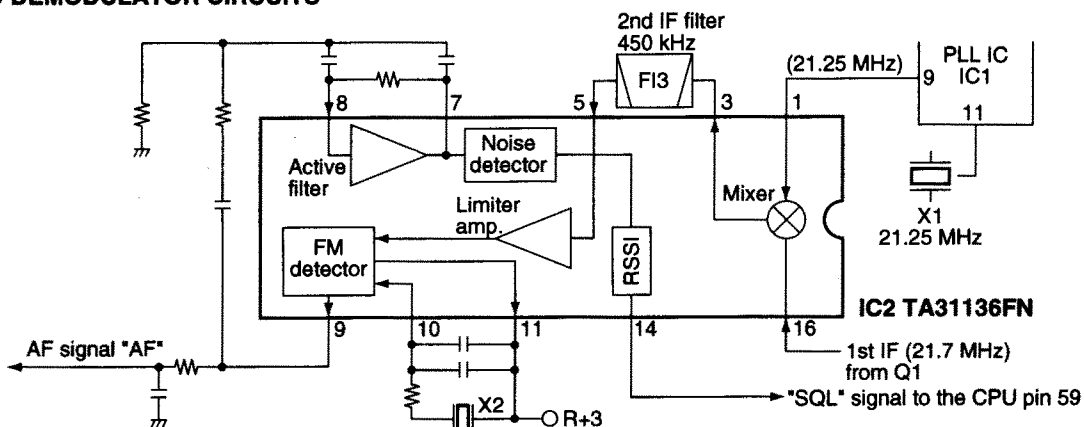 DEMODULATOR CIRCUITS
2nd IF filter
450 kHz
(21.25 MHz)
PLL IC
IC1
9
11
FI3
8
7
5
3
1
Active
filter
Noise
detector
Mixer
X1
21.25 MHz
Limiter
amp.
FM
detector
RSSI
IC2 TA31136FN
9
10
11
14
16
AF signal "AF"
1st IF (21.7 MHz)
from Q1
X2
R+3
"SQL" signal to the CPU pin 59